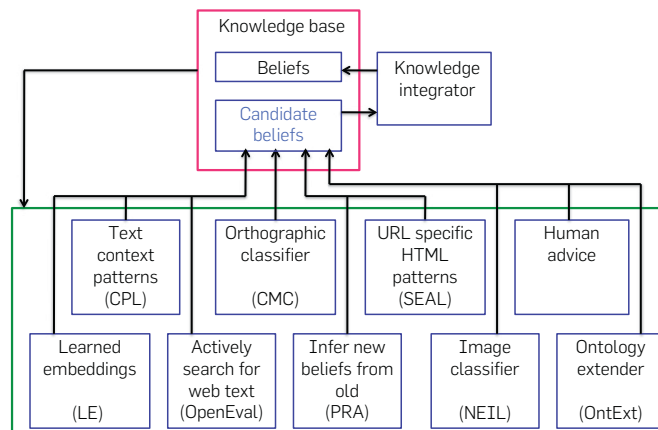 Knowledge base
Beliefs
Knowledge
integrator
Candidate
beliefs
Text
context
patterns
(CPL)
Orthographic
classifier
(CMC)
URL specific
HTML
patterns
(SEAL)
Human
advice
Learned
embeddings
(LE)
Actively
search for
web text
(OpenEval)
Infer new
beliefs from
old
(PRA)
Image
classifier
(NEIL)
Ontology
extender
(OntExt)